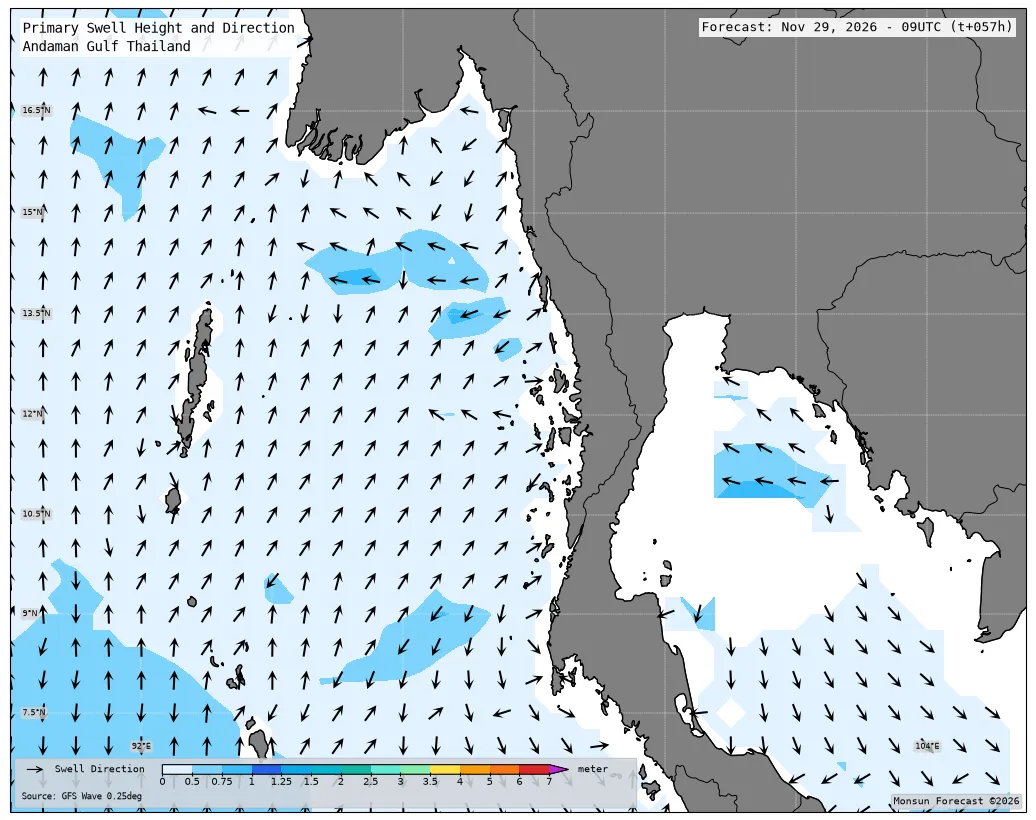 Primary Swell Height and Direction
Andaman Gulf Thailand
Forecast: Nov 29, 2026 - 09UTC (t+057h)
16.5°N
15°N
13.5°N
12°N
10.5°N
9°N
7.5°N
92°E
104°E
Swell Direction
meter
0 0.5 0.75 1 1.25 1.5 2 2.5 3 3.5 4 5 6 7
Source: GFS Wave 0.25deg
Monsun Forecast ©2026